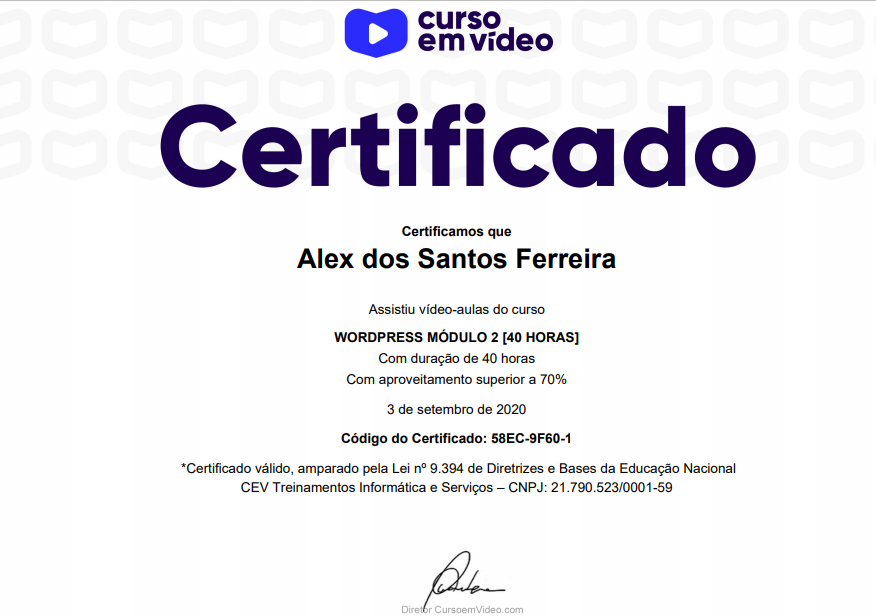 curso
em vídeo
Certificado
Certificamos que
Alex dos Santos Ferreira
Assistiu vídeo-aulas do curso
WORDPRESS MÓDULO 2 [40 HORAS]
Com duração de 40 horas
Com aproveitamento superior a 70%
3 de setembro de 2020
Código do Certificado: 58EC-9F60-1
*Certificado válido, amparado pela Lei nº 9.394 de Diretrizes e Bases da Educação Nacional
CEV Treinamentos Informática e Serviços – CNPJ: 21.790.523/0001-59
Diretor CursoemVideo.com